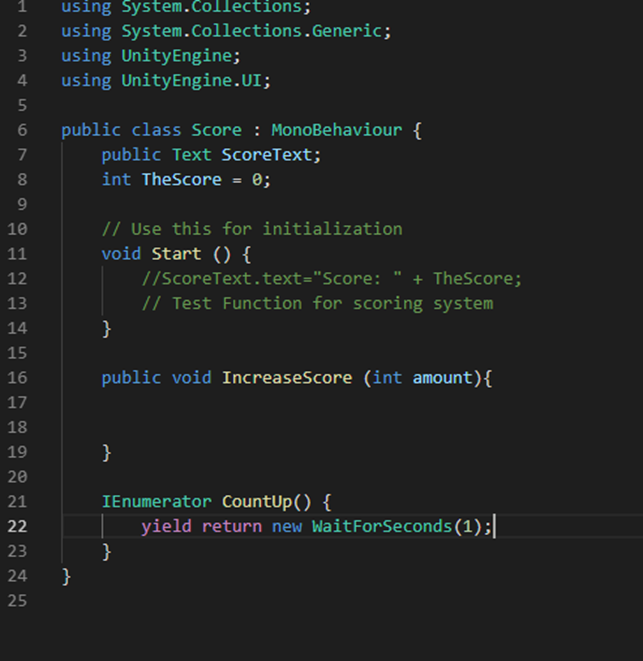 1 using System.Collections;
2 using System.Collections.Generic;
3 using UnityEngine;
4 using UnityEngine.UI;
5
6 public class Score : MonoBehaviour {
7 public Text ScoreText;
8 int TheScore = 0;
9
10 // Use this for initialization
11 void Start () {
12 //ScoreText.text="Score: " + TheScore;
13 // Test Function for scoring system
14 }
15
16 public void IncreaseScore (int amount){
17
18
19 }
20
21 IEnumerator CountUp() {
22 yield return new WaitForSeconds(1);
23 }
24 }
25